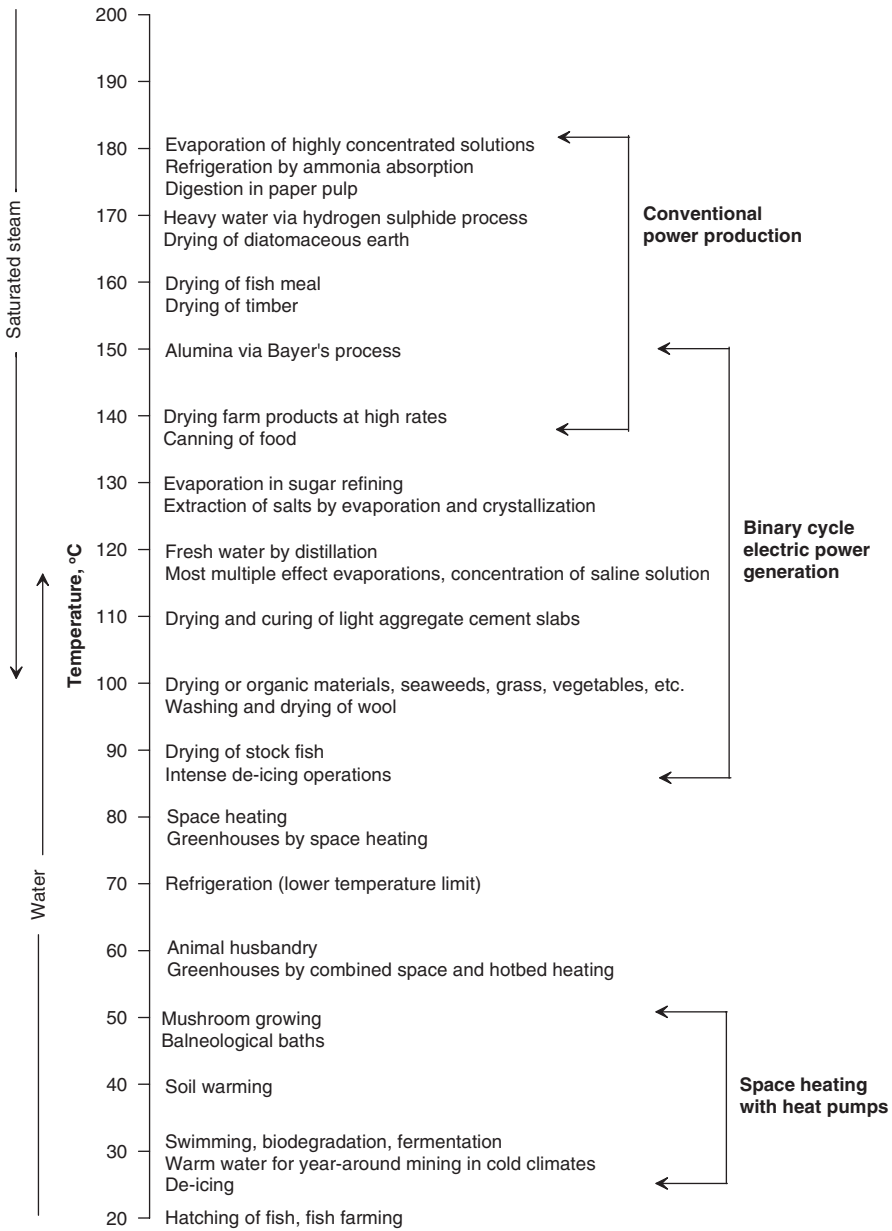 200
190
180
Evaporation of highly concentrated solutions
Refrigeration by ammonia absorption
Digestion in paper pulp
170
Heavy water via hydrogen sulphide process
Drying of diatomaceous earth
Conventional
power production
160
Drying of fish meal
Drying of timber
150
Alumina via Bayer's process
140
Drying farm products at high rates
Canning of food
130
Evaporation in sugar refining
Extraction of salts by evaporation and crystallization
120
Fresh water by distillation
Most multiple effect evaporations, concentration of saline solution
Binary cycle
electric power
generation
110
Drying and curing of light aggregate cement slabs
100
Drying or organic materials, seaweeds, grass, vegetables, etc.
Washing and drying of wool
90
Drying of stock fish
Intense de-icing operations
80
Space heating
Greenhouses by space heating
70
Refrigeration (lower temperature limit)
60
Animal husbandry
Greenhouses by combined space and hotbed heating
50
Mushroom growing
Balneological baths
40
Soil warming
Space heating
with heat pumps
30
Swimming, biodegradation, fermentation
Warm water for year-around mining in cold climates
De-icing
20
Hatching of fish, fish farming
Saturated steam
Water
Temperature, °C